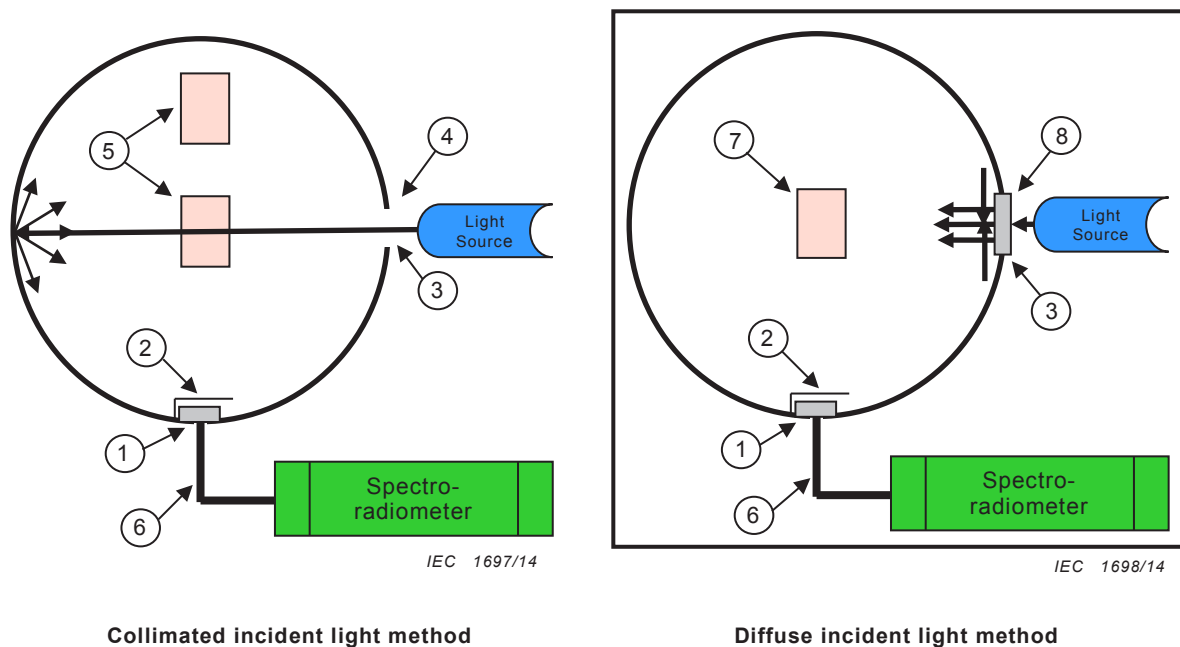 4
8
5
7
Light
Source
Light
Source
3
3
2
2
1
1
Spectro-
radiometer
Spectro-
radiometer
6
6
IEC 1697/14
IEC 1698/14
Collimated incident light method
Diffuse incident light method